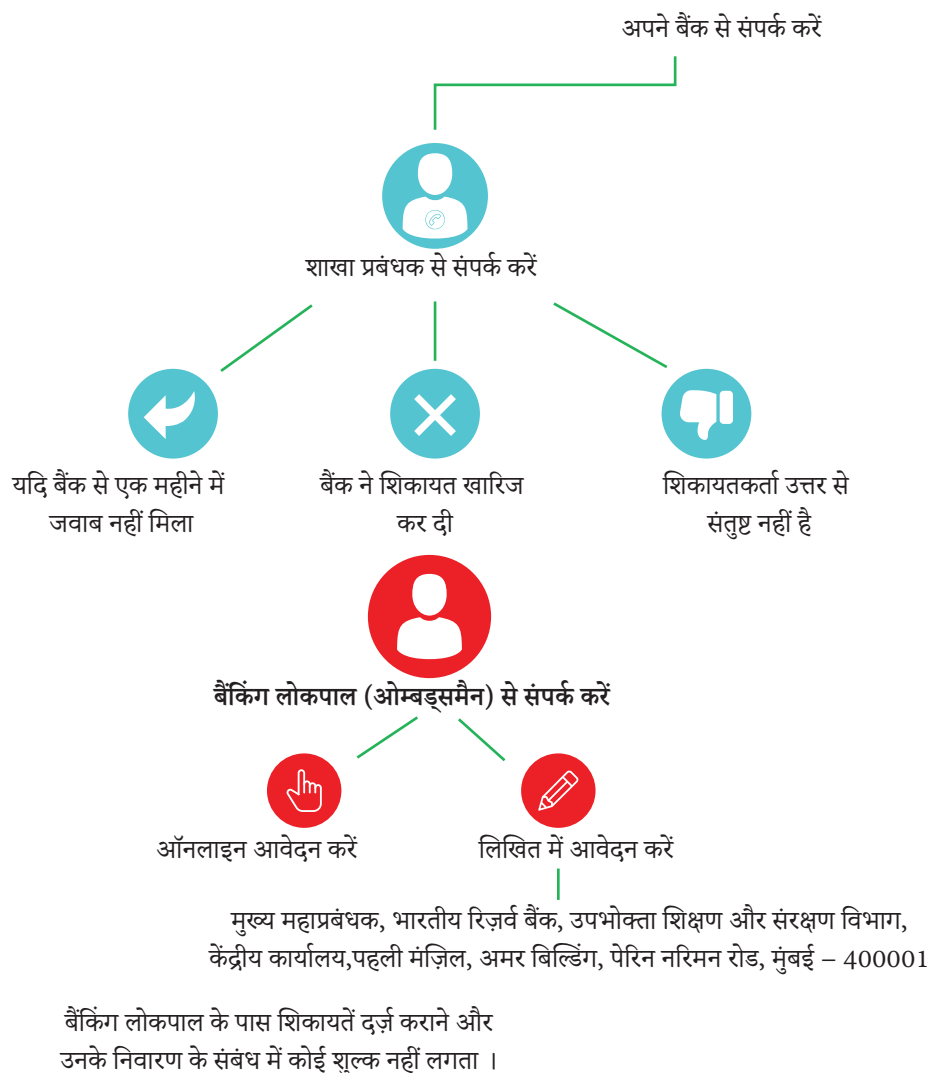 अपने बैंक से संपर्क करें
शाखा प्रबंधक से संपर्क करें
यदि बैंक से एक महीने में
जवाब नहीं मिला
बैंक ने शिकायत खारिज
कर दी
शिकायतकर्ता उत्तर से
संतुष्ट नहीं है
बैंकिंग लोकपाल (ओम्बड्समैन) से संपर्क करें
ऑनलाइन आवेदन करें
लिखित में आवेदन करें
मुख्य महाप्रबंधक, भारतीय रिज़र्व बैंक, उपभोक्ता शिक्षण और संरक्षण विभाग,
केंद्रीय कार्यालय,पहली मंज़िल, अमर बिल्डिंग, पेरिन नरिमन रोड, मुंबई – 400001
बैंकिंग लोकपाल के पास शिकायतें दर्ज़ कराने और
उनके निवारण के संबंध में कोई शुल्क नहीं लगता ।